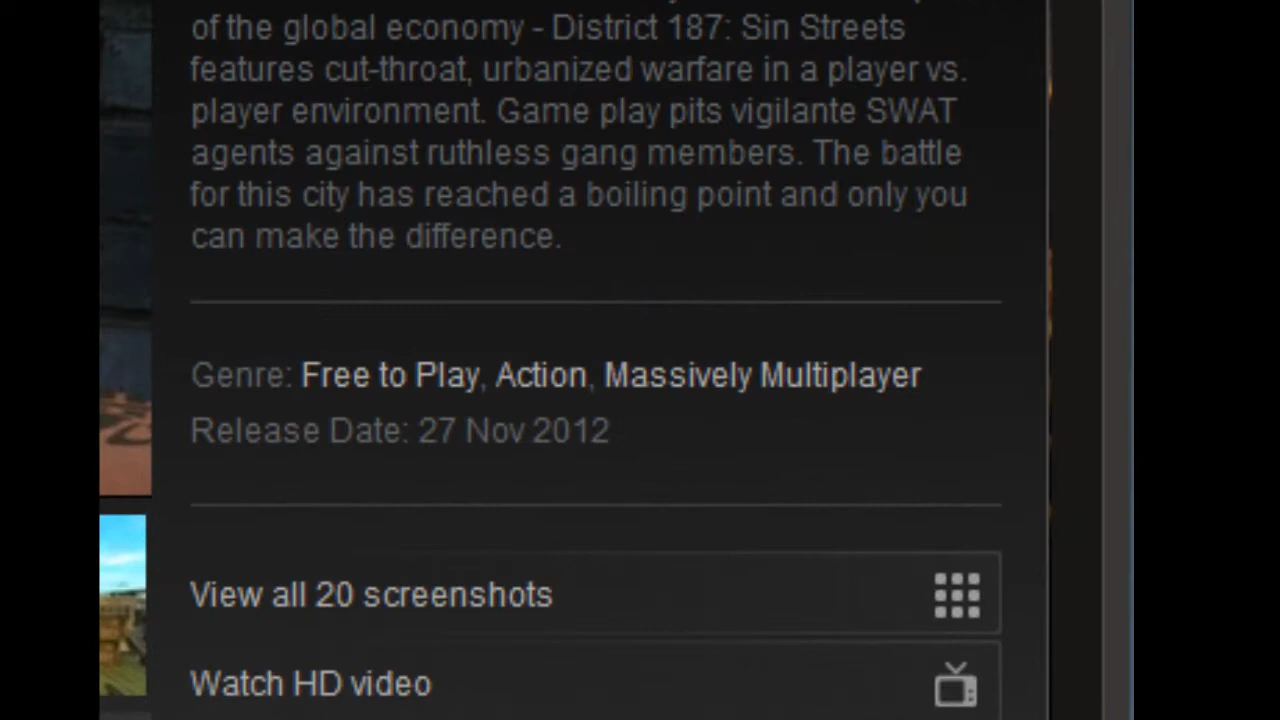 of the global economy - District 187: Sin Streets
features cut-throat, urbanized warfare in a player vs.
player environment. Game play pits vigilante SWAT
agents against ruthless gang members. The battle
for this city has reached a boiling point and only you
can make the difference.
Genre: Free to Play, Action, Massively Multiplayer
Release Date: 27 Nov 2012
View all 20 screenshots
Watch HD video